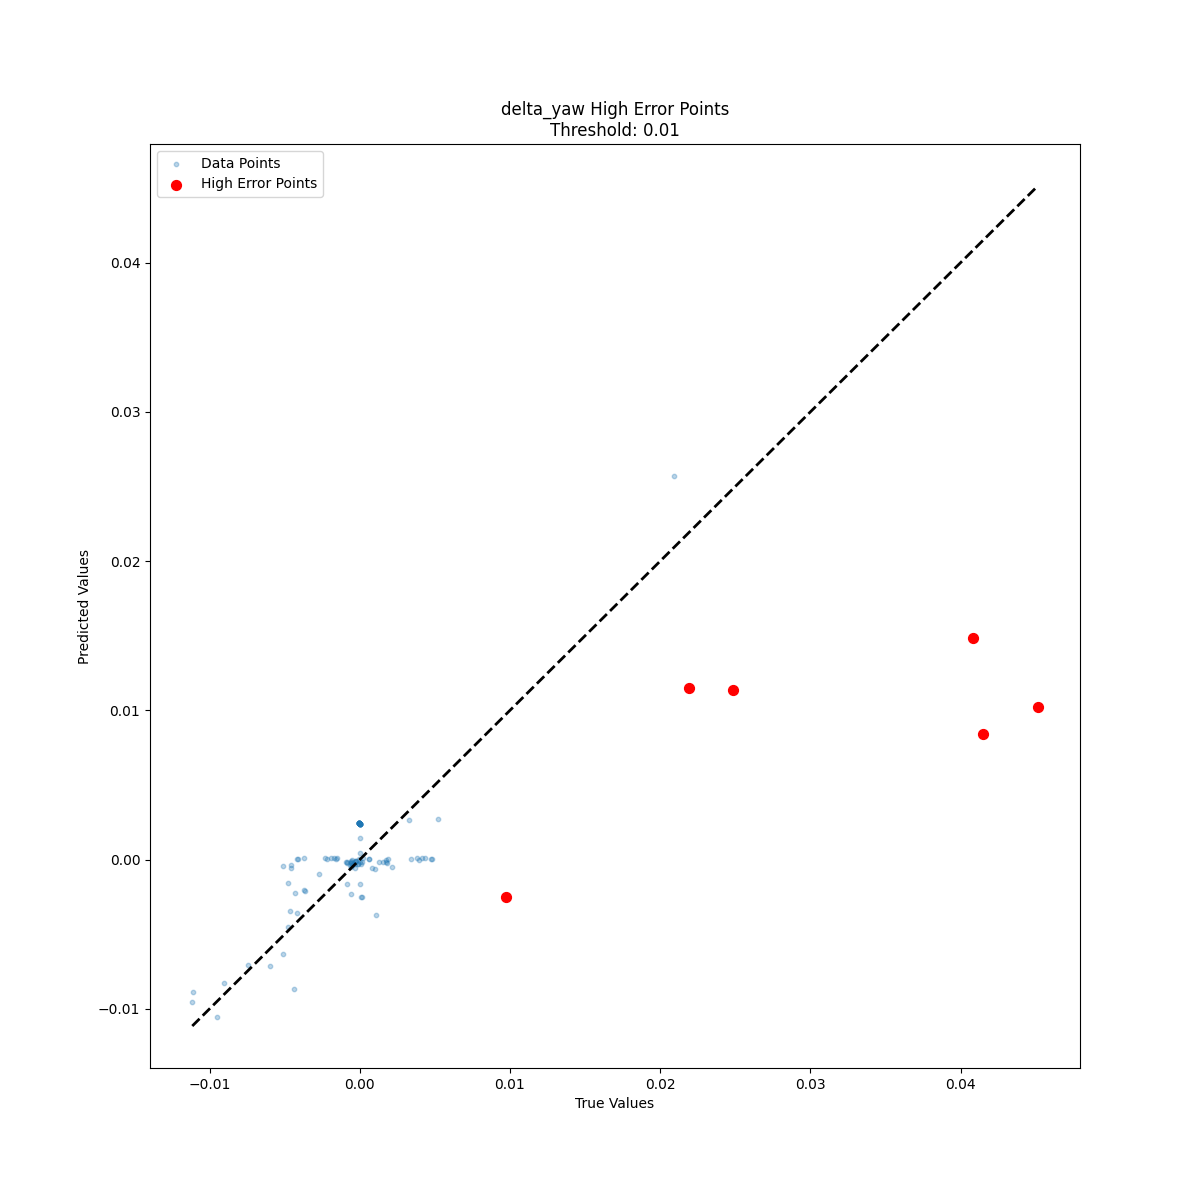 delta_yaw High Error Points
Threshold: 0.01
Data Points
High Error Points
0.04
0.03
0.02
0.01
0.00
−0.01
Predicted Values
−0.01
0.00
0.01
0.02
0.03
0.04
True Values